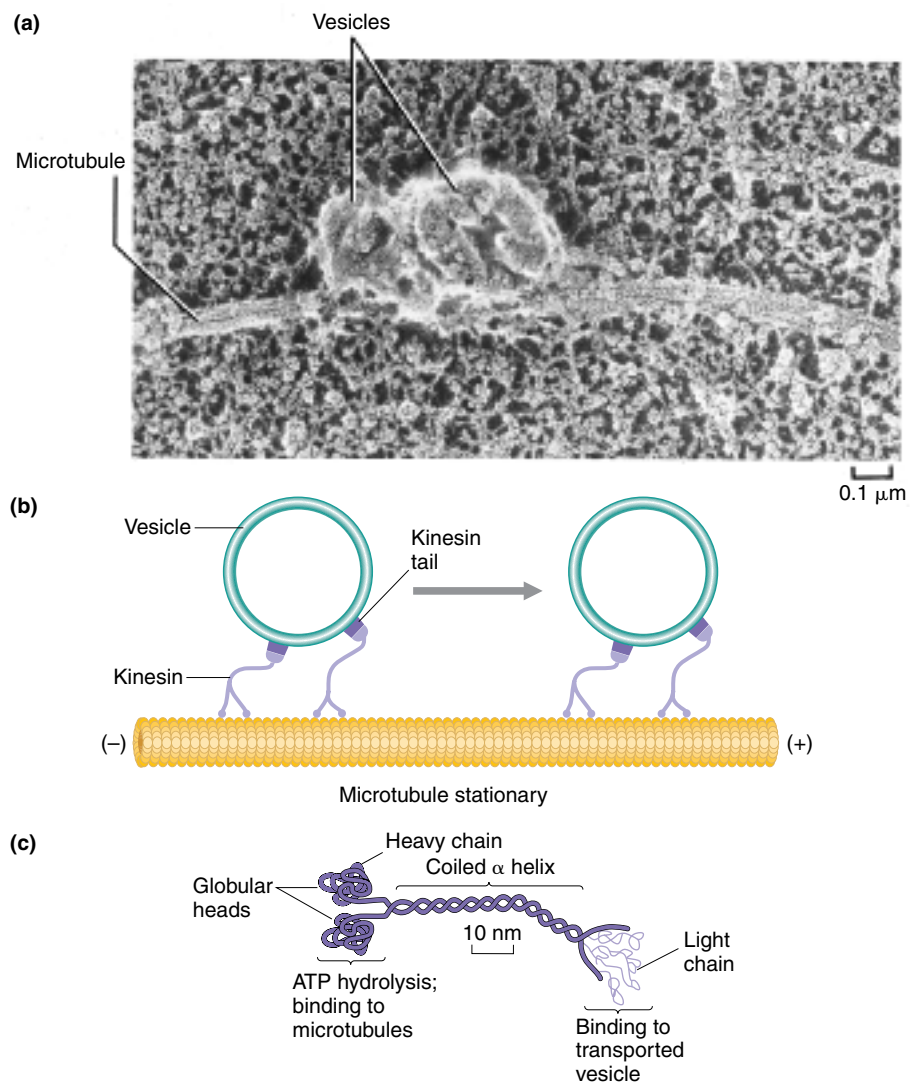 (a)
Vesicles
Microtubule
0.1 μm
(b)
Vesicle
Kinesin
tail
Kinesin
(–)
(+)
Microtubule stationary
(c)
Heavy chain
Coiled α helix
Globular
heads
10 nm
Light
chain
ATP hydrolysis;
binding to
microtubules
Binding to
transported
vesicle